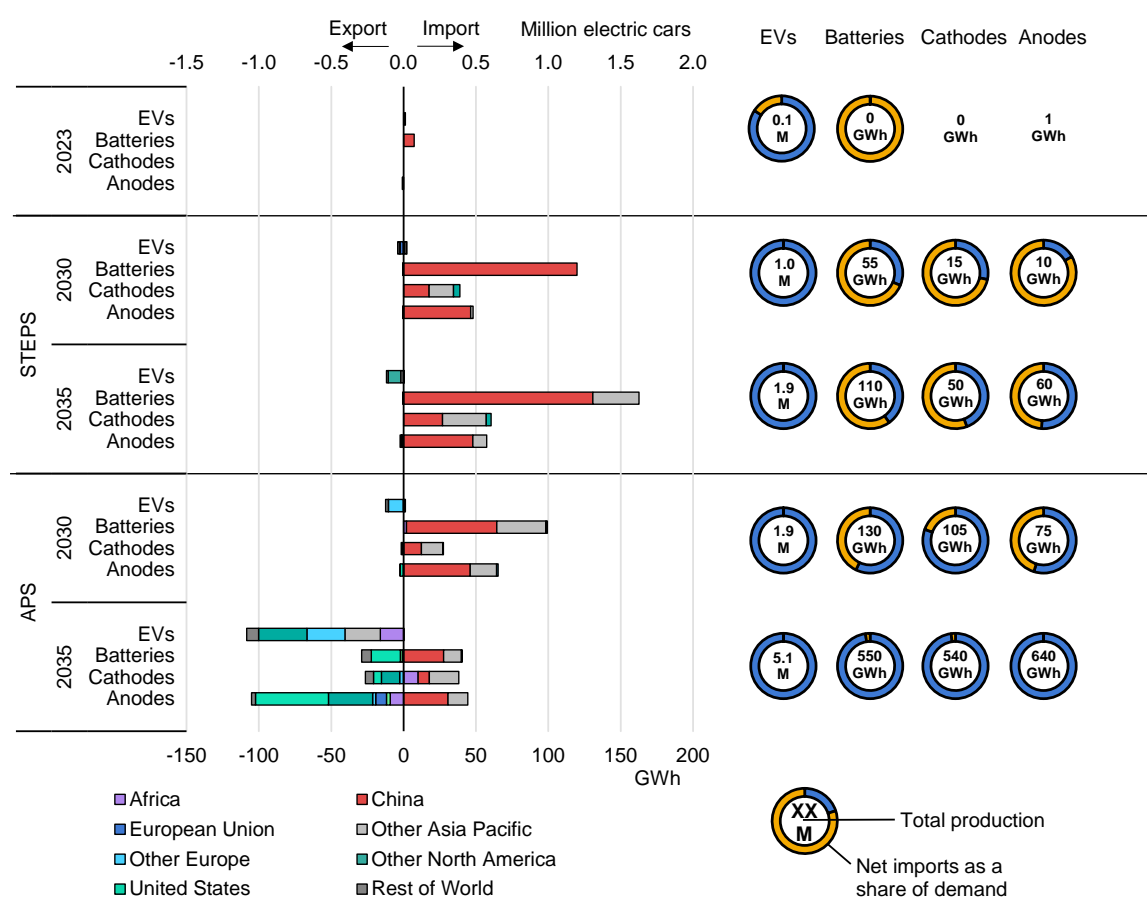 Export Import Million electric cars
EVs Batteries Cathodes Anodes
-1.5 -1.0 -0.5 0.0 0.5 1.0 1.5 2.0
2023
EVs
Batteries
Cathodes
Anodes
0.1 M
0 GWh
0 GWh
1 GWh
STEPS
2030
EVs
Batteries
Cathodes
Anodes
1.0 M
55 GWh
15 GWh
10 GWh
2035
EVs
Batteries
Cathodes
Anodes
1.9 M
110 GWh
50 GWh
60 GWh
APS
2030
EVs
Batteries
Cathodes
Anodes
1.9 M
130 GWh
105 GWh
75 GWh
2035
EVs
Batteries
Cathodes
Anodes
5.1 M
550 GWh
540 GWh
640 GWh
-150 -100 -50 0 50 100 150 200
GWh
Africa
China
European Union
Other Asia Pacific
Other Europe
Other North America
United States
Rest of World
XX M
Total production
Net imports as a
share of demand